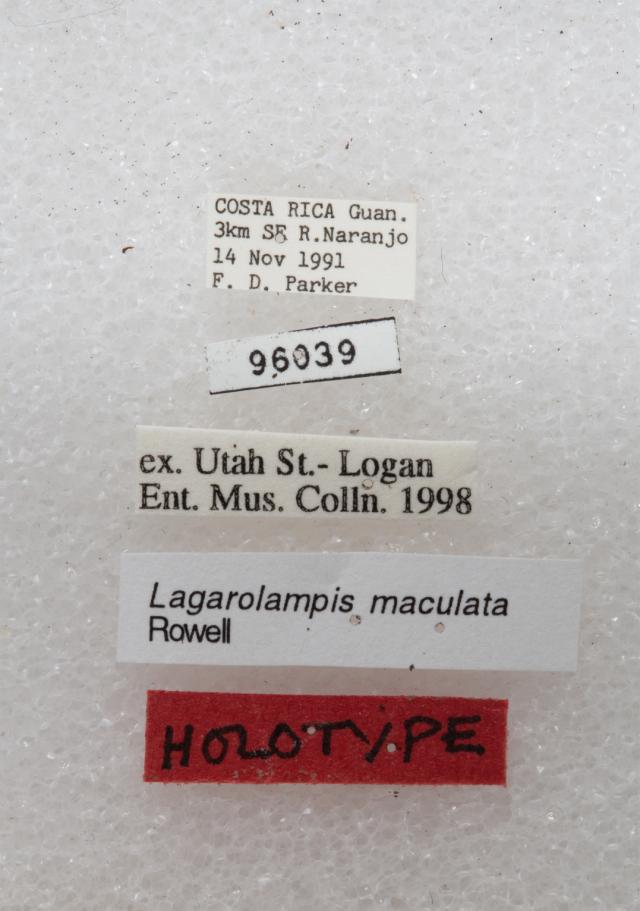 COSTA RICA Guan.
3km SE R.Naranjo
14 Nov 1991
F. D. Parker
96039
ex. Utah St.- Logan
Ent. Mus. Colln. 1998
Lagarolampis maculata
Rowell
HOLOTYPE